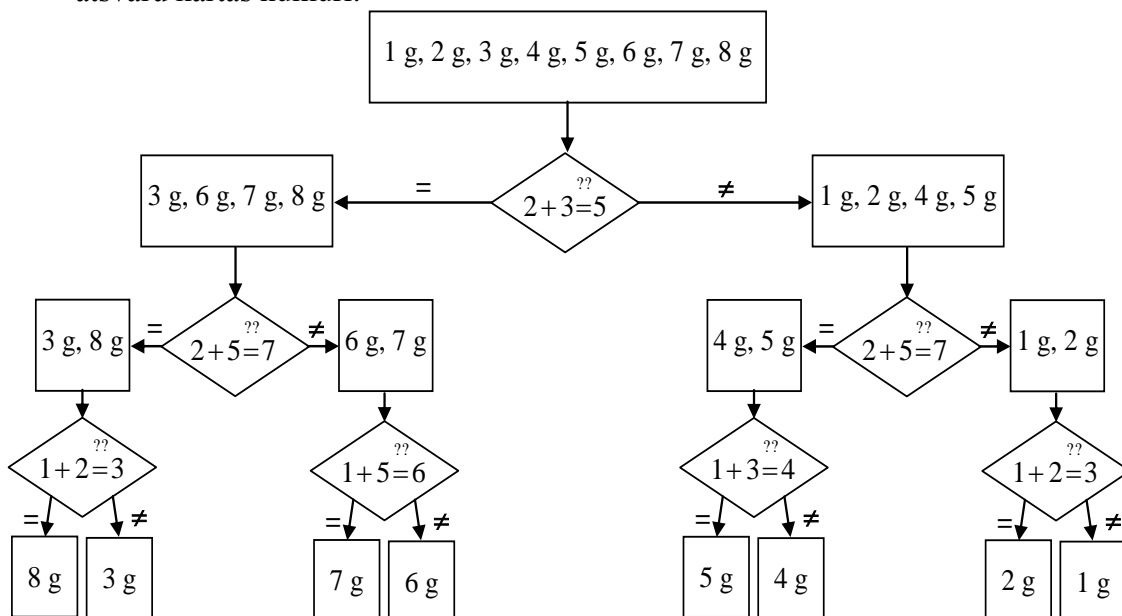 numuri.
1 g, 2 g, 3 g, 4 g, 5 g, 6 g, 7 g, 8 g
3 g, 6 g, 7 g, 8 g
=
??
2+3=5
≠
1 g, 2 g, 4 g, 5 g
3 g, 8 g
=
??
2+5=7
≠
6 g, 7 g
4 g, 5 g
=
??
2+5=7
≠
1 g, 2 g
??
1+2=3
??
1+5=6
??
1+3=4
??
1+2=3
= ≠
= ≠
= ≠
= ≠
8 g
3 g
7 g
6 g
5 g
4 g
2 g
1 g